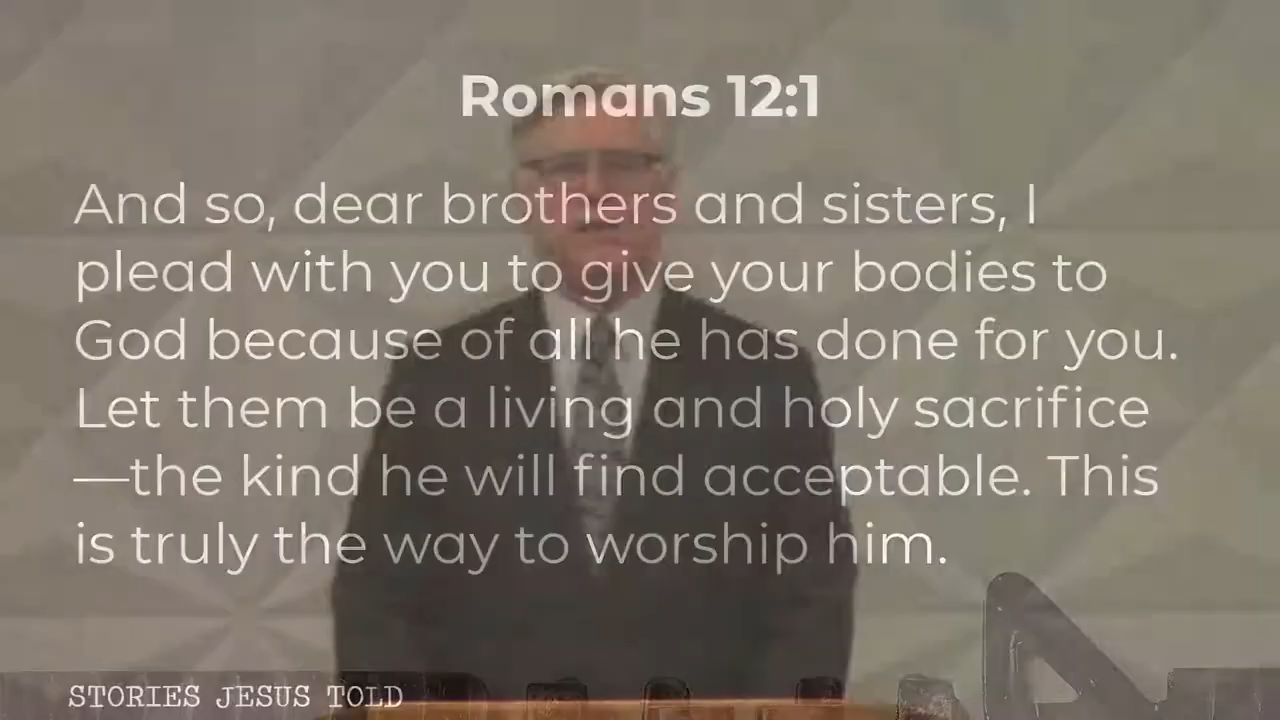 Romans 12:1
And so, dear brothers and sisters, I
plead with you to give your bodies to
God because of all he has done for you.
Let them be a living and holy sacrifice
—the kind he will find acceptable. This
is truly the way to worship him.
STORIES JESUS TOLD